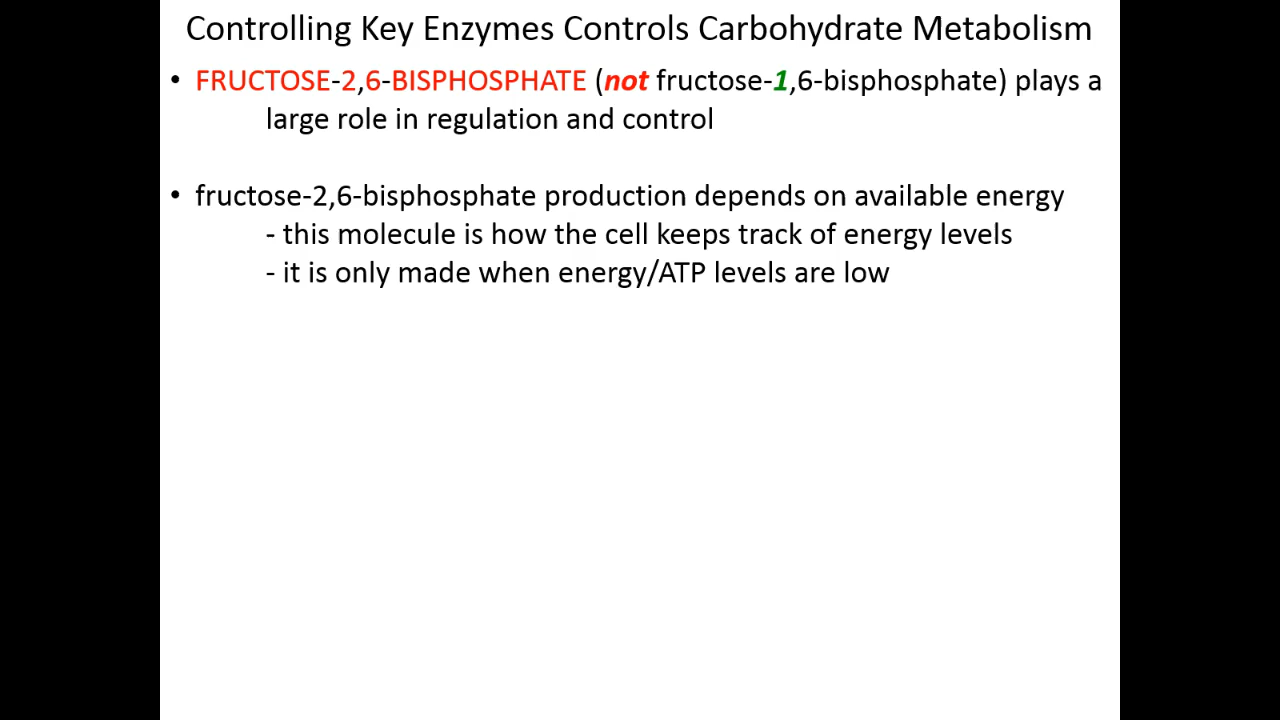 Controlling Key Enzymes Controls Carbohydrate Metabolism
• FRUCTOSE-2,6-BISPHOSPHATE (not fructose-1,6-bisphosphate) plays a
large role in regulation and control
• fructose-2,6-bisphosphate production depends on available energy
- this molecule is how the cell keeps track of energy levels
- it is only made when energy/ATP levels are low